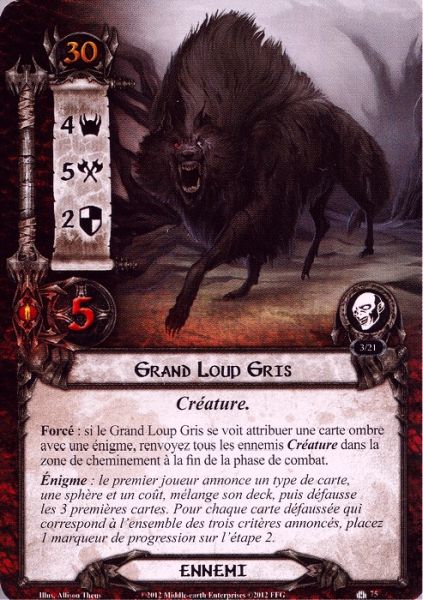 30
4
5
2
5
3/21
Grand Loup Gris
Créature.
Forcé : si le Grand Loup Gris se voit attribuer une carte ombre
avec une énigme, renvoyez tous les ennemis Créature dans la
zone de cheminement à la fin de la phase de combat.
Énigme : le premier joueur annonce un type de carte,
une sphère et un coût, mélange son deck, puis défausse
les 3 premières cartes. Pour chaque carte défaussée qui
correspond à l'ensemble des trois critères annoncés, placez
1 marqueur de progression sur l'étape 2.
ENNEMI
Illus. Allison Theus ©2012 Middle-earth Enterprises ©2012 FFG 75